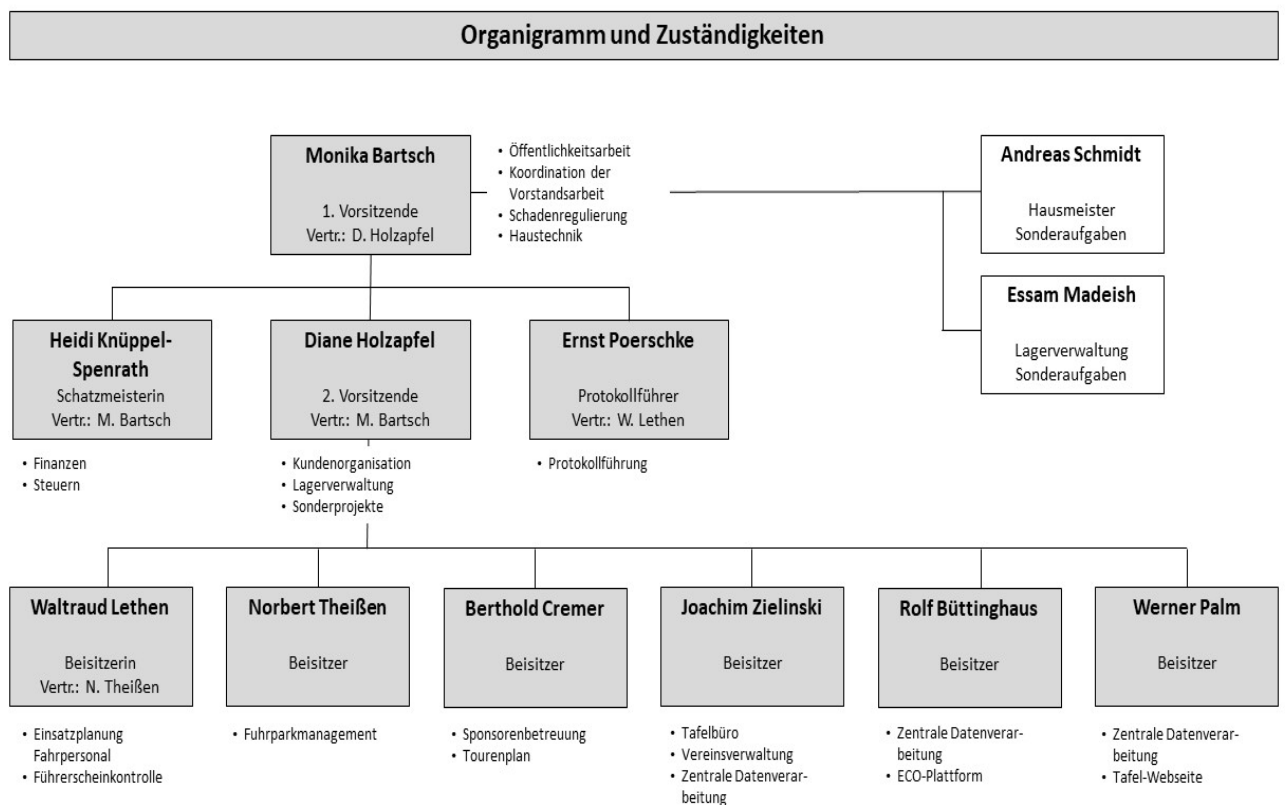 Organigramm und Zuständigkeiten
Monika Bartsch
1. Vorsitzende
Vertr.: D. Holzapfel
• Öffentlichkeitsarbeit
• Koordination der
Vorstandsarbeit
• Schadenregulierung
• Haustechnik
Andreas Schmidt
Hausmeister
Sonderaufgaben
Essam Madeish
Lagerverwaltung
Sonderaufgaben
Heidi Knüppel-
Spenrath
Schatzmeisterin
Vertr.: M. Bartsch
• Finanzen
• Steuern
Diane Holzapfel
2. Vorsitzende
Vertr.: M. Bartsch
• Kundenorganisation
• Lagerverwaltung
• Sonderprojekte
Ernst Poerschke
Protokollführer
Vertr.: W. Lethen
• Protokollführung
Waltraud Lethen
Beisitzerin
Vertr.: N. Theißen
• Einsatzplanung
Fahrpersonal
• Führerscheinkontrolle
Norbert Theißen
Beisitzer
• Fuhrparkmanagement
Berthold Cremer
Beisitzer
• Sponsorenbetreuung
• Tourenplan
Joachim Zielinski
Beisitzer
• Tafelbüro
• Vereinsverwaltung
• Zentrale Datenverar-
beitung
Rolf Büttinghaus
Beisitzer
• Zentrale Datenverar-
beitung
• ECO-Plattform
Werner Palm
Beisitzer
• Zentrale Datenverar-
beitung
• Tafel-Webseite